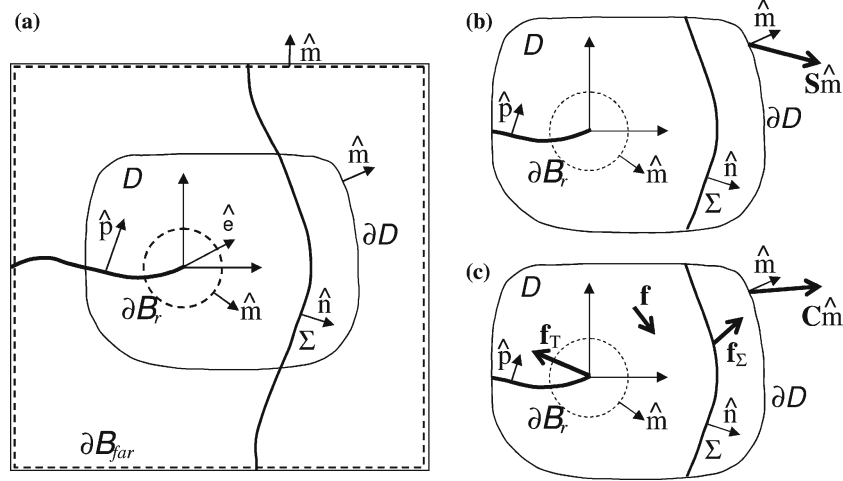 (a)
m̂
D
m̂
p̂
ê
∂D
∂B_r
m̂
n̂
Σ
∂B_far
(b)
m̂
D
Sm̂
p̂
∂D
∂B_r
m̂
n̂
Σ
(c)
m̂
D
f
Cm̂
f_T
p̂
f_Σ
∂D
∂B_r
m̂
n̂
Σ